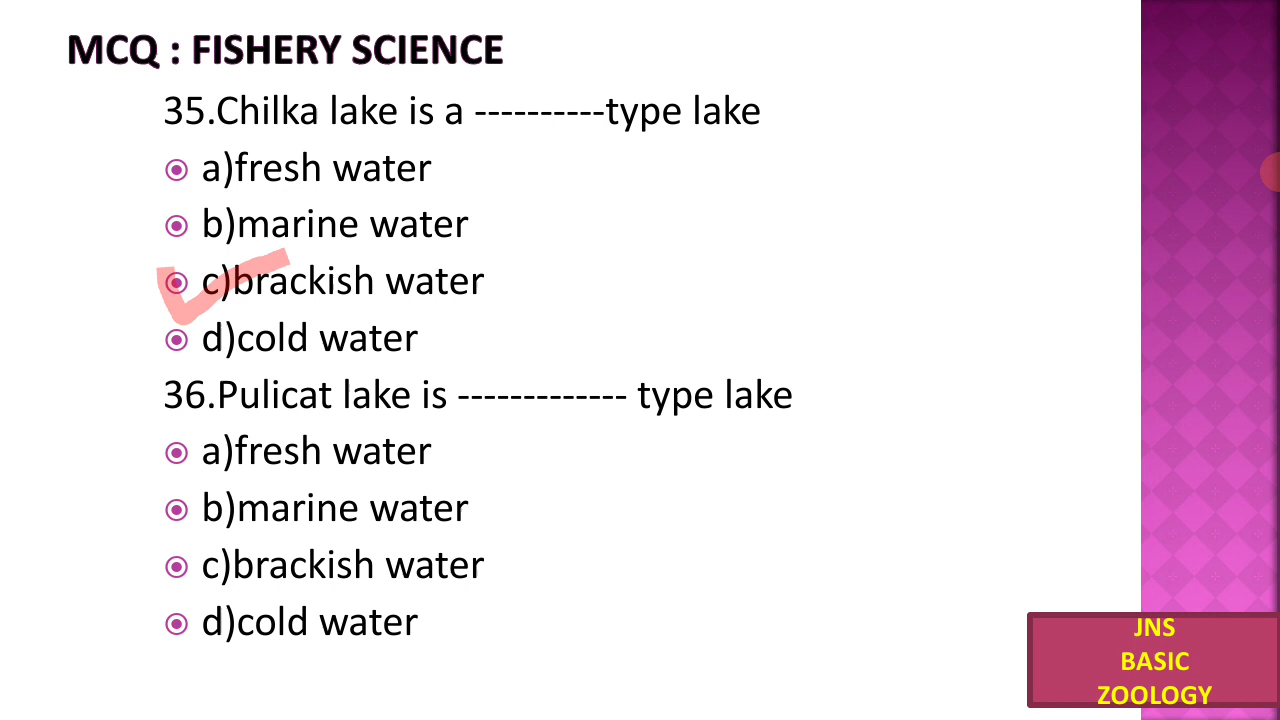 MCQ : FISHERY SCIENCE
35.Chilka lake is a ----------type lake
a)fresh water
b)marine water
c)brackish water
d)cold water
36.Pulicat lake is ------------- type lake
a)fresh water
b)marine water
c)brackish water
d)cold water
JNS
BASIC
ZOOLOGY